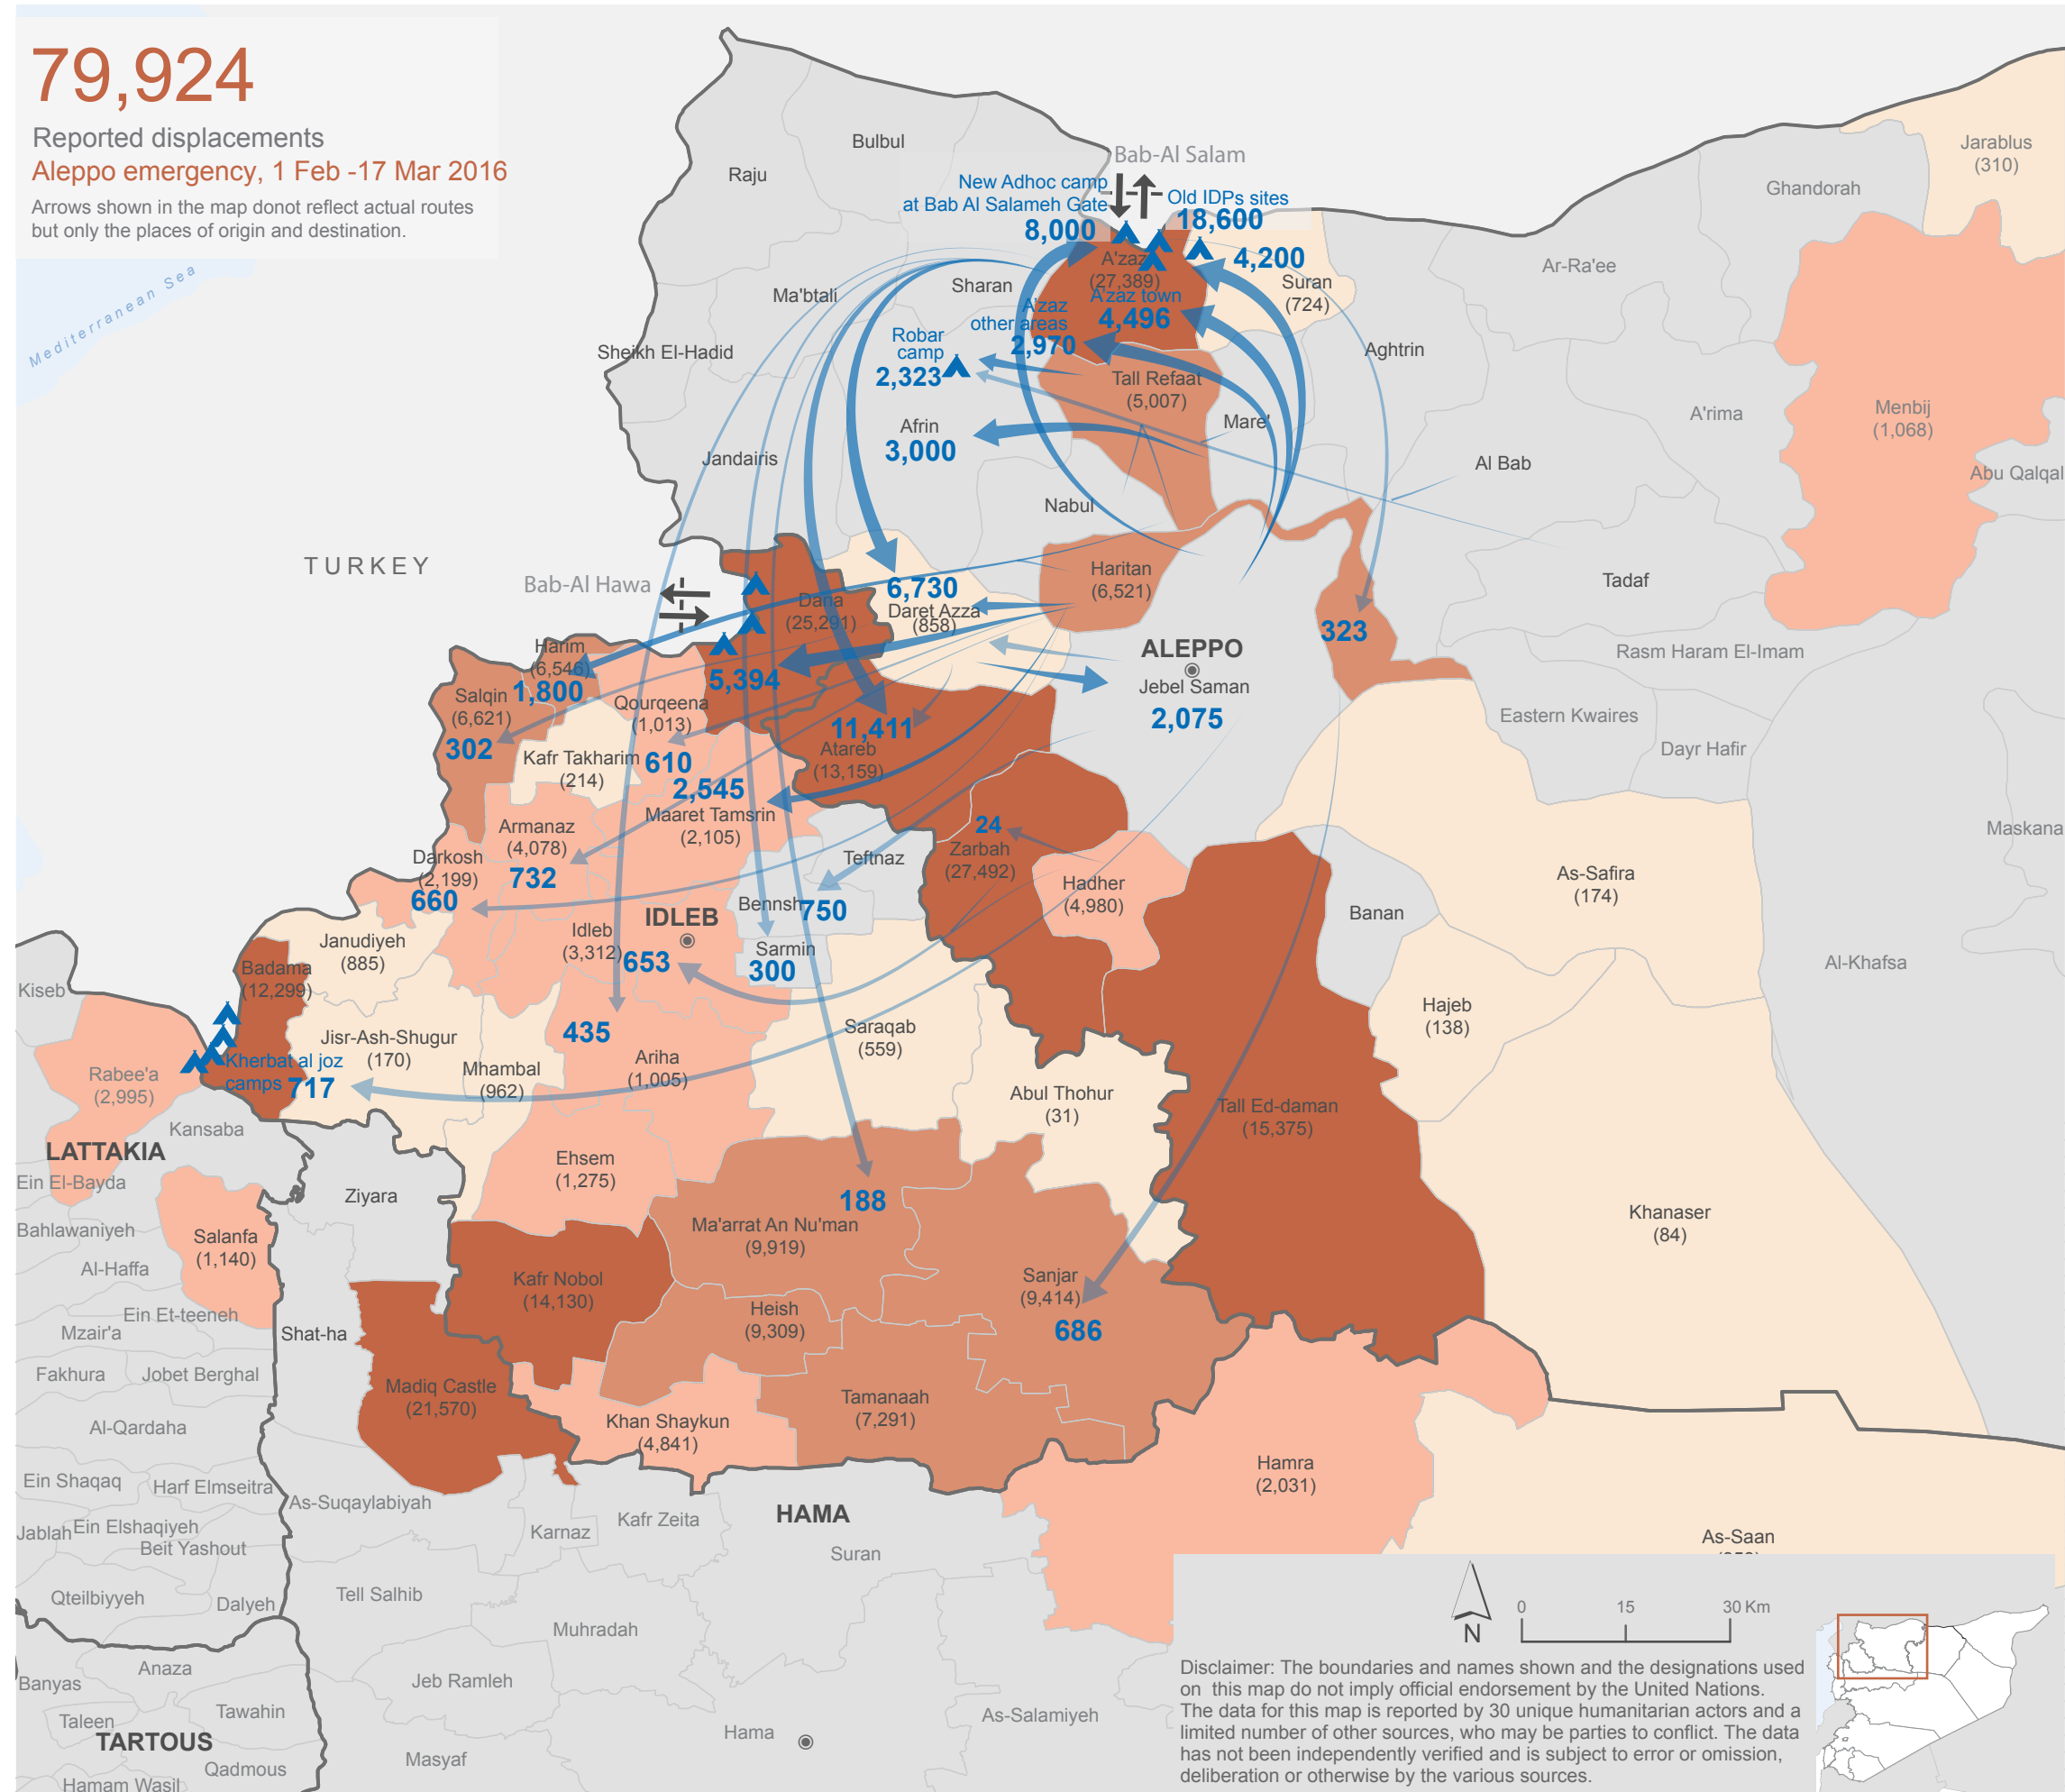 79,924
Reported displacements
Aleppo emergency, 1 Feb -17 Mar 2016
Arrows shown in the map donot reflect actual routes
but only the places of origin and destination.
Mediterranean Sea
TURKEY
Bulbul
Raju
Bab-Al Salam
New Adhoc camp
at Bab Al Salameh Gate
8,000
Old IDPs sites
18,600
4,200
Jarablus
(310)
Ghandorah
Ar-Ra'ee
A'zaz
(27,389)
Suran
(724)
Sharan
Ma'btali
A'zaz town
4,496
A'zaz
other areas
2,970
Robar
camp
2,323
Sheikh El-Hadid
Aghtrin
Tall Refaat
(5,007)
Mare'
A'rima
Menbij
(1,068)
Afrin
3,000
Jandairis
Al Bab
Abu Qalqal
Nabul
Bab-Al Hawa
Haritan
(6,521)
Tadaf
6,730
Daret Azza
(858)
Dana
(25,291)
323
ALEPPO
Jebel Saman
2,075
Rasm Haram El-Imam
Harim
(6,546)
1,800
5,394
Salqin
(6,621)
302
Qourqeena
(1,013)
610
11,411
Atareb
(13,159)
Eastern Kwaires
Dayr Hafir
Kafr Takharim
(214)
2,545
Maaret Tamsrin
(2,105)
Armanaz
(4,078)
732
24
Zarbah
(27,492)
Maskana
Darkosh
(2,199)
660
Teftnaz
Hadher
(4,980)
As-Safira
(174)
Bennsh
750
Banan
IDLEB
Idleb
(3,312)
653
Sarmin
300
Janudiyeh
(885)
Al-Khafsa
Badama
(12,299)
Kiseb
Hajeb
(138)
435
Saraqab
(559)
Jisr-Ash-Shugur
(170)
Kherbat al joz
camps 717
Mhambal
(962)
Ariha
(1,005)
Rabee'a
(2,995)
Abul Thohur
(31)
Tall Ed-daman
(15,375)
Kansaba
LATTAKIA
Ehsem
(1,275)
Ein El-Bayda
Ziyara
188
Ma'arrat An Nu'man
(9,919)
Khanaser
(84)
Bahlawaniyeh
Salanfa
(1,140)
Al-Haffa
Kafr Nobol
(14,130)
Sanjar
(9,414)
686
Ein Et-teeneh
Mzair'a
Shat-ha
Heish
(9,309)
Fakhura
Jobet Berghal
Madiq Castle
(21,570)
Tamanaah
(7,291)
Khan Shaykun
(4,841)
Al-Qardaha
Hamra
(2,031)
Ein Shaqaq
Harf Elmseitra
As-Suqaylabiyah
HAMA
Karnaz
Kafr Zeita
Jablah
Ein Elshaqiyeh
Beit Yashout
Suran
As-Saan
Qteilbiyyeh
Dalyeh
Tell Salhib
Muhradah
Anaza
Banyas
Jeb Ramleh
Tawahin
Taleen
TARTOUS
Hama
As-Salamiyeh
Masyaf
Qadmous
Hamam Wasil
N
0 15 30 Km
Disclaimer: The boundaries and names shown and the designations used
on this map do not imply official endorsement by the United Nations.
The data for this map is reported by 30 unique humanitarian actors and a
limited number of other sources, who may be parties to conflict. The data
has not been independently verified and is subject to error or omission,
deliberation or otherwise by the various sources.